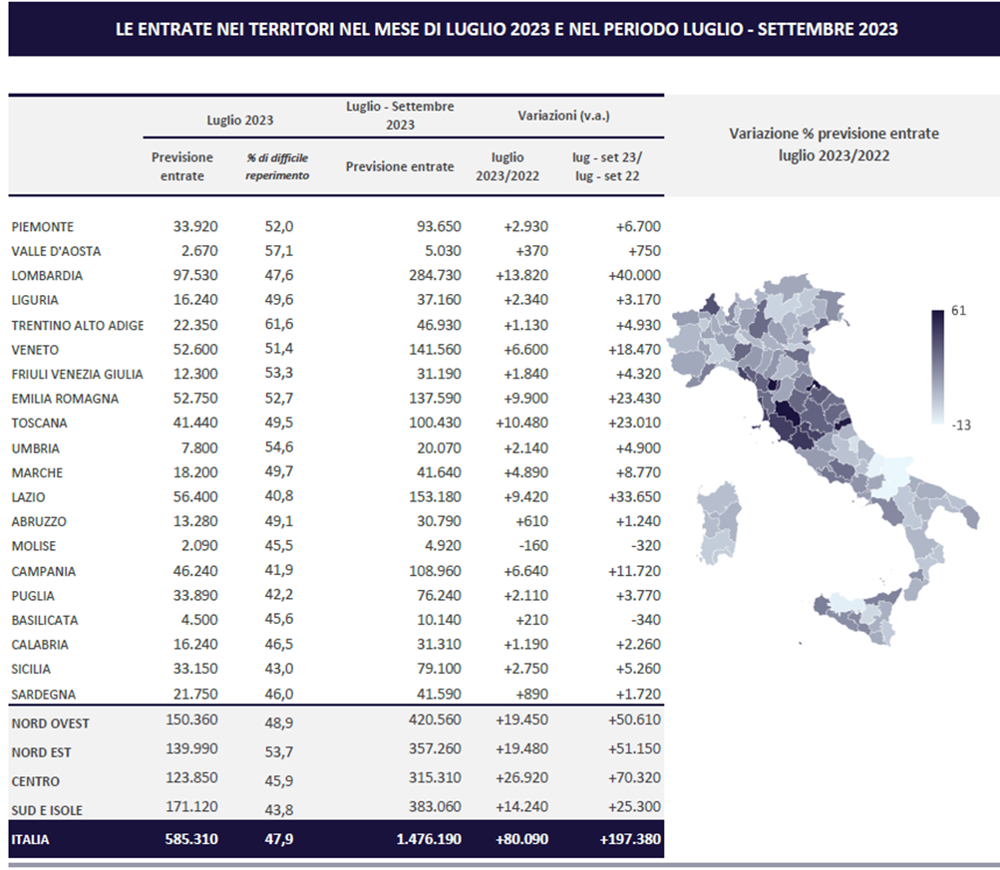 LE ENTRATE NEI TERRITORI NEL MESE DI LUGLIO 2023 E NEL PERIODO LUGLIO - SETTEMBRE 2023
Luglio 2023 Luglio - Settembre 2023 Variazioni (v.a.)
Previsione entrate % di difficile reperimento Previsione entrate luglio 2023/2022 lug - set 23/ lug - set 22
PIEMONTE 33.920 52,0 93.650 +2.930 +6.700
VALLE D'AOSTA 2.670 57,1 5.030 +370 +750
LOMBARDIA 97.530 47,6 284.730 +13.820 +40.000
LIGURIA 16.240 49,6 37.160 +2.340 +3.170
TRENTINO ALTO ADIGE 22.350 61,6 46.930 +1.130 +4.930
VENETO 52.600 51,4 141.560 +6.600 +18.470
FRIULI VENEZIA GIULIA 12.300 53,3 31.190 +1.840 +4.320
EMILIA ROMAGNA 52.750 52,7 137.590 +9.900 +23.430
TOSCANA 41.440 49,5 100.430 +10.480 +23.010
UMBRIA 7.800 54,6 20.070 +2.140 +4.900
MARCHE 18.200 49,7 41.640 +4.890 +8.770
LAZIO 56.400 40,8 153.180 +9.420 +33.650
ABRUZZO 13.280 49,1 30.790 +610 +1.240
MOLISE 2.090 45,5 4.920 -160 -320
CAMPANIA 46.240 41,9 108.960 +6.640 +11.720
PUGLIA 33.890 42,2 76.240 +2.110 +3.770
BASILICATA 4.500 45,6 10.140 +210 -340
CALABRIA 16.240 46,5 31.310 +1.190 +2.260
SICILIA 33.150 43,0 79.100 +2.750 +5.260
SARDEGNA 21.750 46,0 41.590 +890 +1.720
NORD OVEST 150.360 48,9 420.560 +19.450 +50.610
NORD EST 139.990 53,7 357.260 +19.480 +51.150
CENTRO 123.850 45,9 315.310 +26.920 +70.320
SUD E ISOLE 171.120 43,8 383.060 +14.240 +25.300
ITALIA 585.310 47,9 1.476.190 +80.090 +197.380
Variazione % previsione entrate
luglio 2023/2022
61
-13